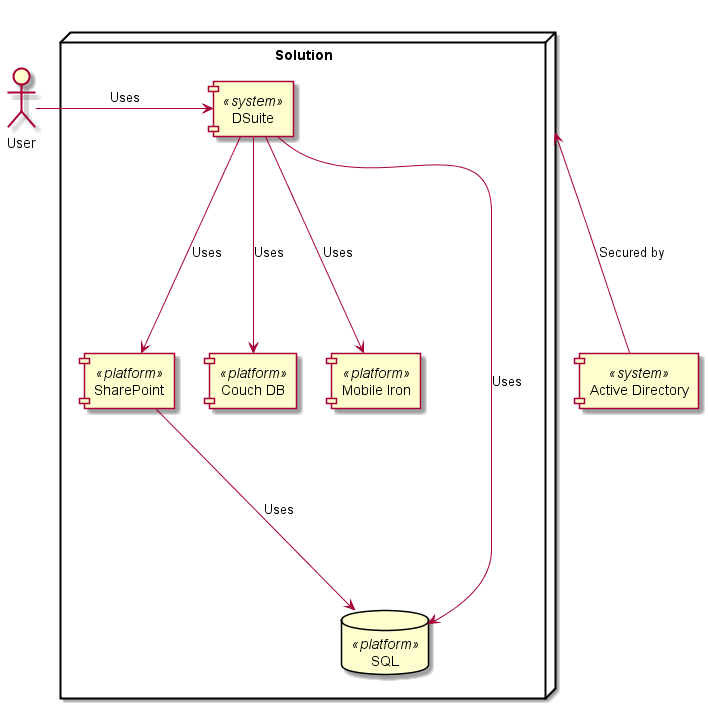 Solution
Uses
«system»
DSuite
User
Uses
Uses
Uses
Secured by
«platform»
SharePoint
«platform»
Couch DB
«platform»
Mobile Iron
Uses
«system»
Active Directory
Uses
«platform»
SQL